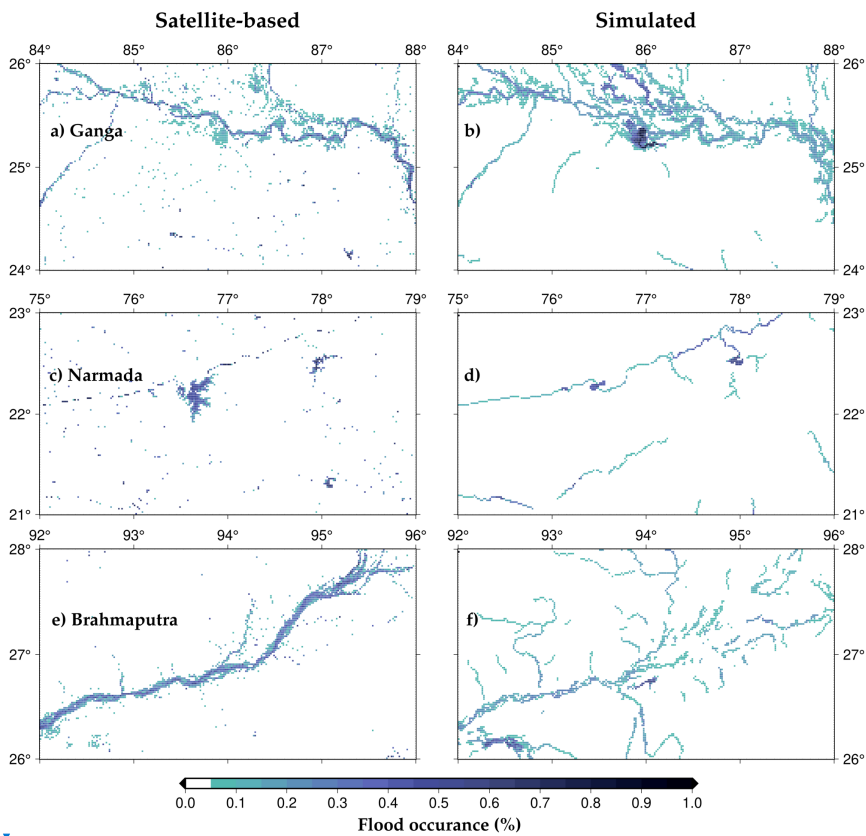 Satellite-based Simulated
84° 85° 86° 87° 88° 84° 85° 86° 87° 88°
26° 26°
a) Ganga b)
25° 25°
24° 24°
75° 76° 77° 78° 79° 75° 76° 77° 78° 79°
23° 23°
c) Narmada d)
22° 22°
21° 21°
92° 93° 94° 95° 96° 92° 93° 94° 95° 96°
28° 28°
e) Brahmaputra f)
27° 27°
26° 26°
0.0 0.1 0.2 0.3 0.4 0.5 0.6 0.7 0.8 0.9 1.0
Flood occurance (%)